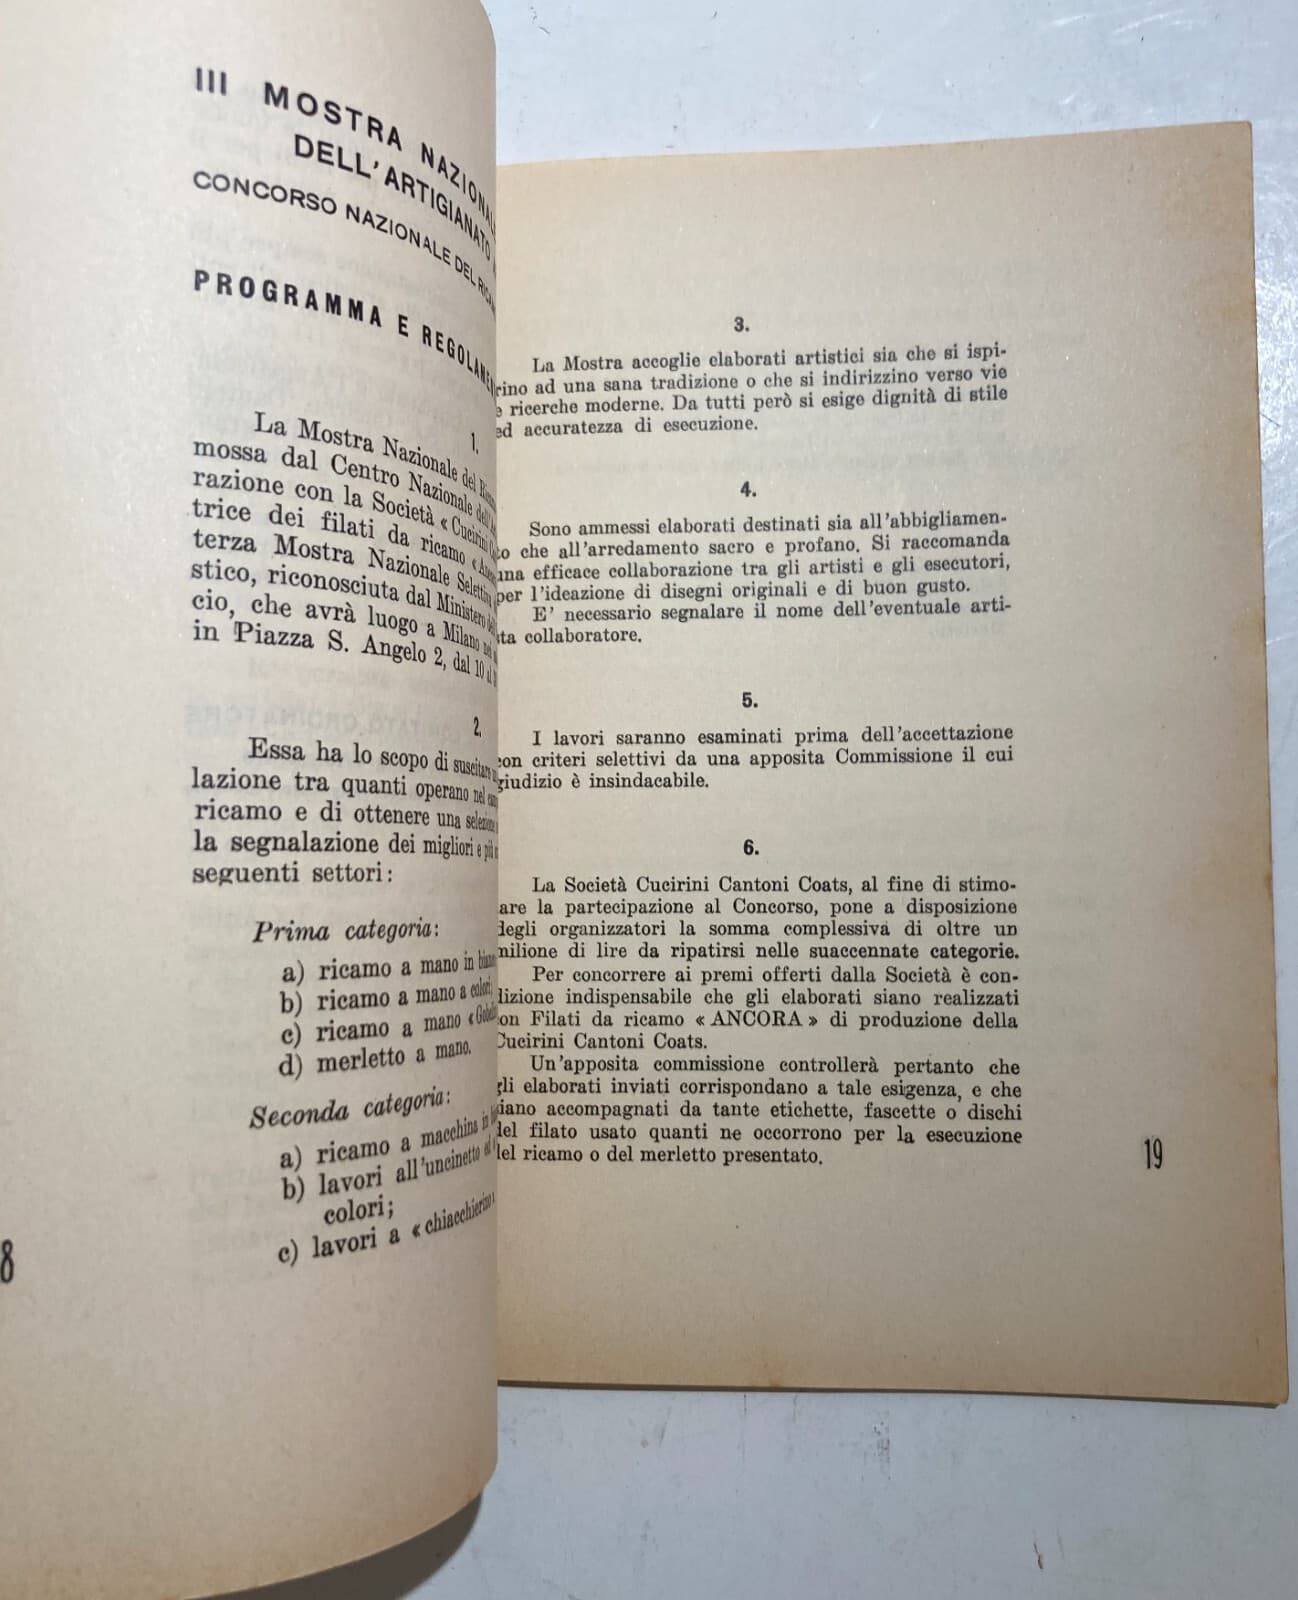 III MOSTRA NAZIONALE
DELL'ARTIGIANATO
CONCORSO NAZIONALE DEL
PROGRAMMA E
1.
La Mostra Nazionale del
mossa dal Centro Nazionale
razione con la Società « Cucirini
trice dei filati da ricamo
terza Mostra Nazionale
stico, riconosciuta dal Ministero
cio, che avrà luogo a Milano
in Piazza S. Angelo 2, dal 10 al
2.
Essa ha lo scopo di suscitare
lazione tra quanti operano nel
ricamo e di ottenere una selezione
la segnalazione dei migliori e più
seguenti settori:
Prima categoria:
a) ricamo a mano in
b) ricamo a mano a colori;
c) ricamo a mano
d) merletto a mano.
Seconda categoria:
a) ricamo a macchina in
b) lavori all'uncinetto
colori;
c) lavori a « chiacchierino
8
3.
La Mostra accoglie elaborati artistici sia che si ispi-
rino ad una sana tradizione o che si indirizzino verso vie
e ricerche moderne. Da tutti però si esige dignità di stile
ed accuratezza di esecuzione.
4.
Sono ammessi elaborati destinati sia all'abbigliamen-
to che all'arredamento sacro e profano. Si raccomanda
una efficace collaborazione tra gli artisti e gli esecutori,
per l'ideazione di disegni originali e di buon gusto.
E' necessario segnalare il nome dell'eventuale arti-
sta collaboratore.
5.
I lavori saranno esaminati prima dell'accettazione
con criteri selettivi da una apposita Commissione il cui
giudizio è insindacabile.
6.
La Società Cucirini Cantoni Coats, al fine di stimo-
are la partecipazione al Concorso, pone a disposizione
degli organizzatori la somma complessiva di oltre un
milione di lire da ripatirsi nelle suaccennate categorie.
Per concorrere ai premi offerti dalla Società è con-
dizione indispensabile che gli elaborati siano realizzati
on Filati da ricamo « ANCORA » di produzione della
Cucirini Cantoni Coats.
Un'apposita commissione controllerà pertanto che
gli elaborati inviati corrispondano a tale esigenza, e che
iano accompagnati da tante etichette, fascette o dischi
del filato usato quanti ne occorrono per la esecuzione
del ricamo o del merletto presentato.
19